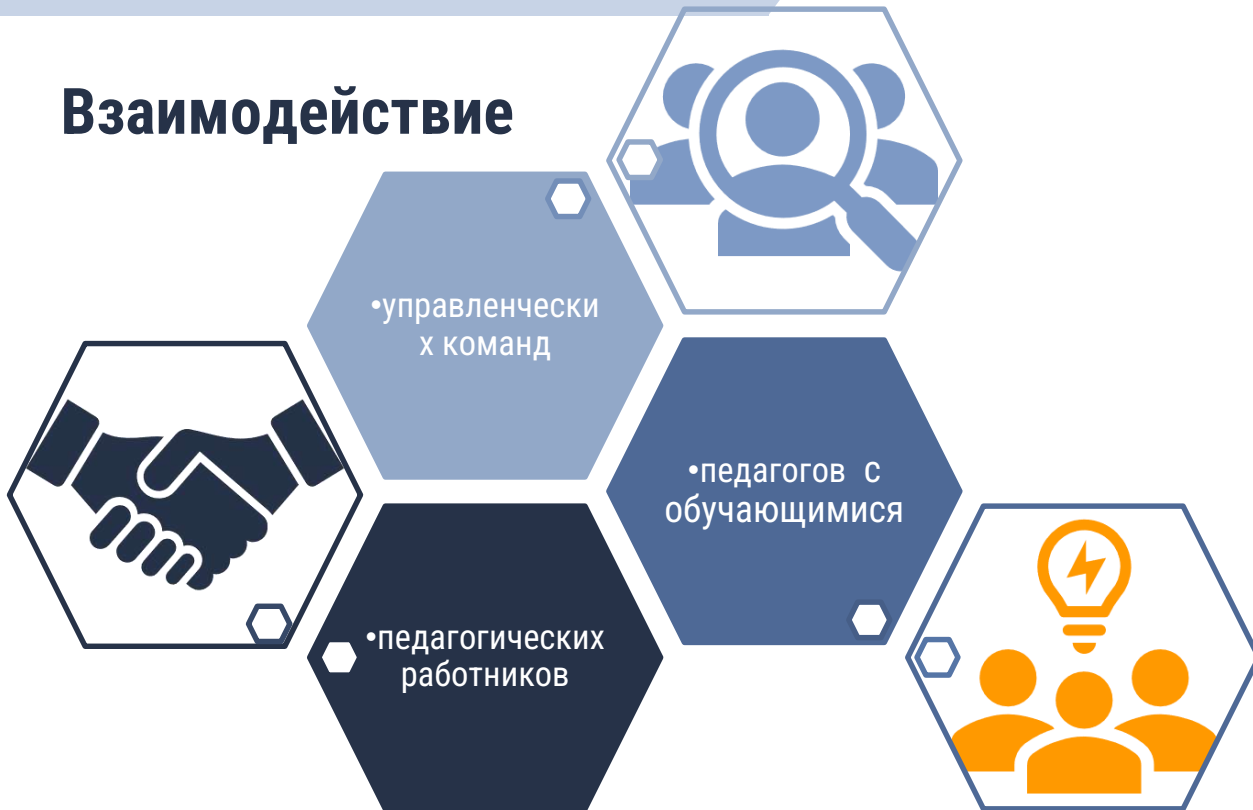 Взаимодействие
•управленчески
х команд
•педагогов с
обучающимися
•педагогических
работников